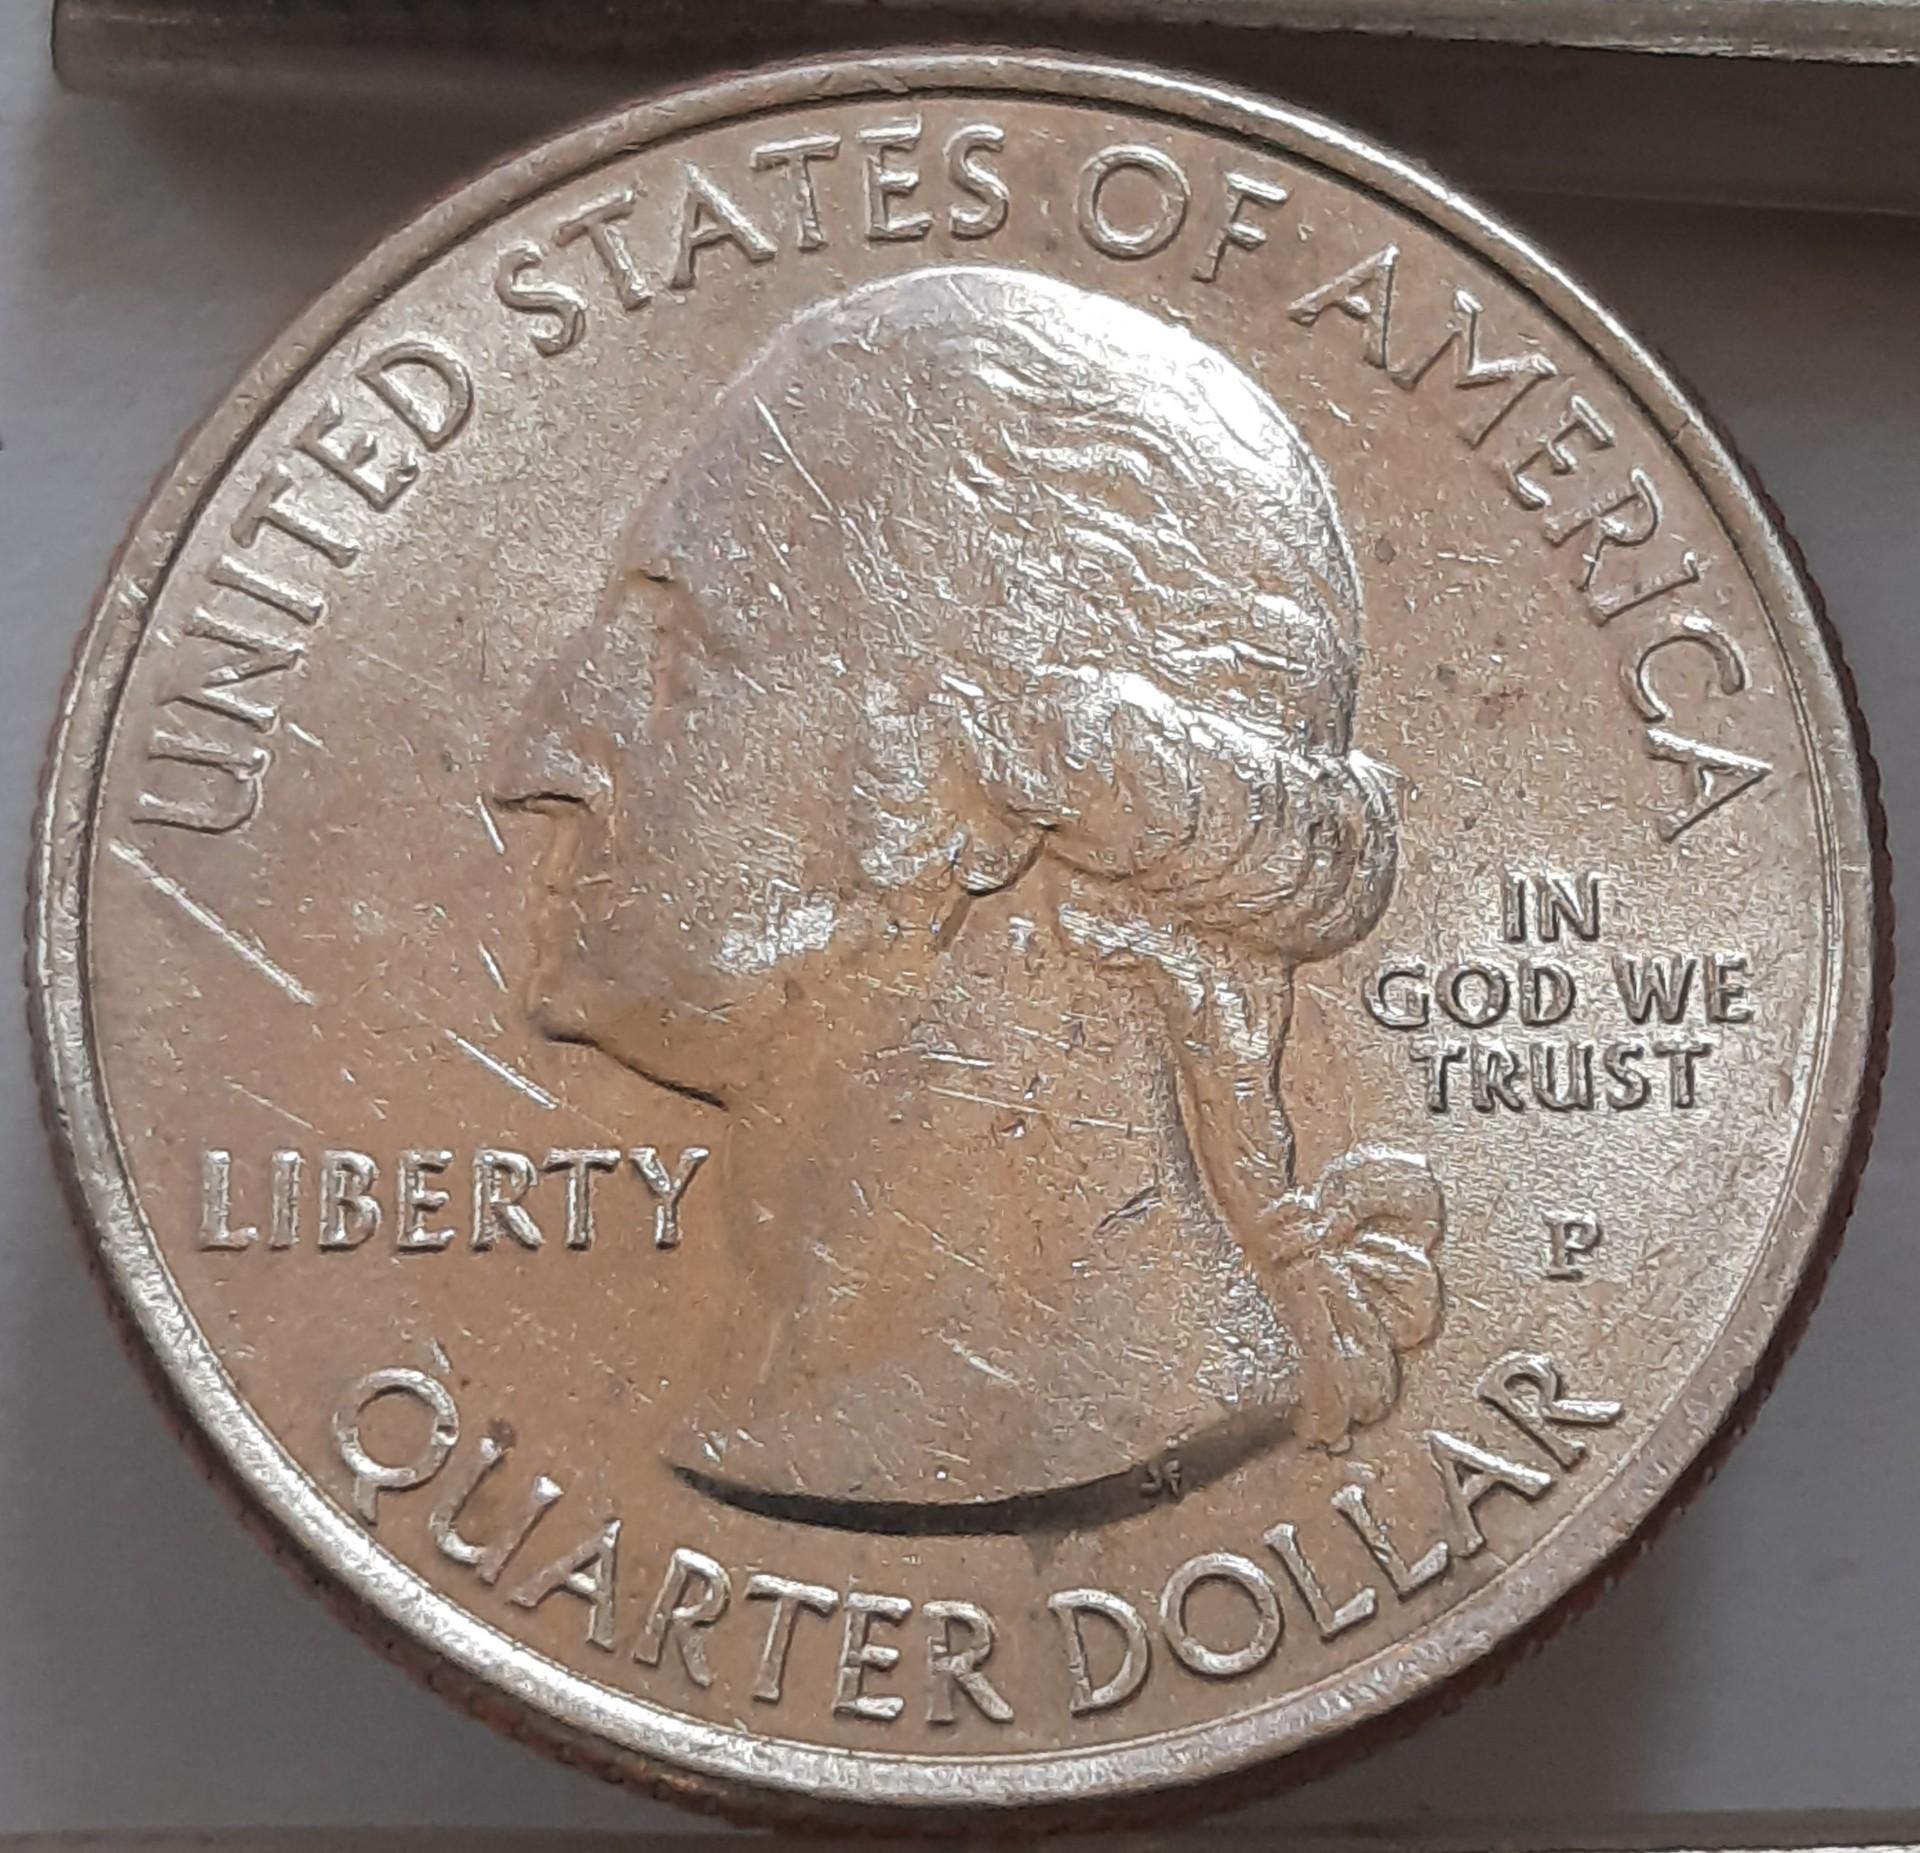 UNITED STATES OF AMERICA
IN
GOD WE
TRUST
LIBERTY
P
JF
QUARTER DOLLAR